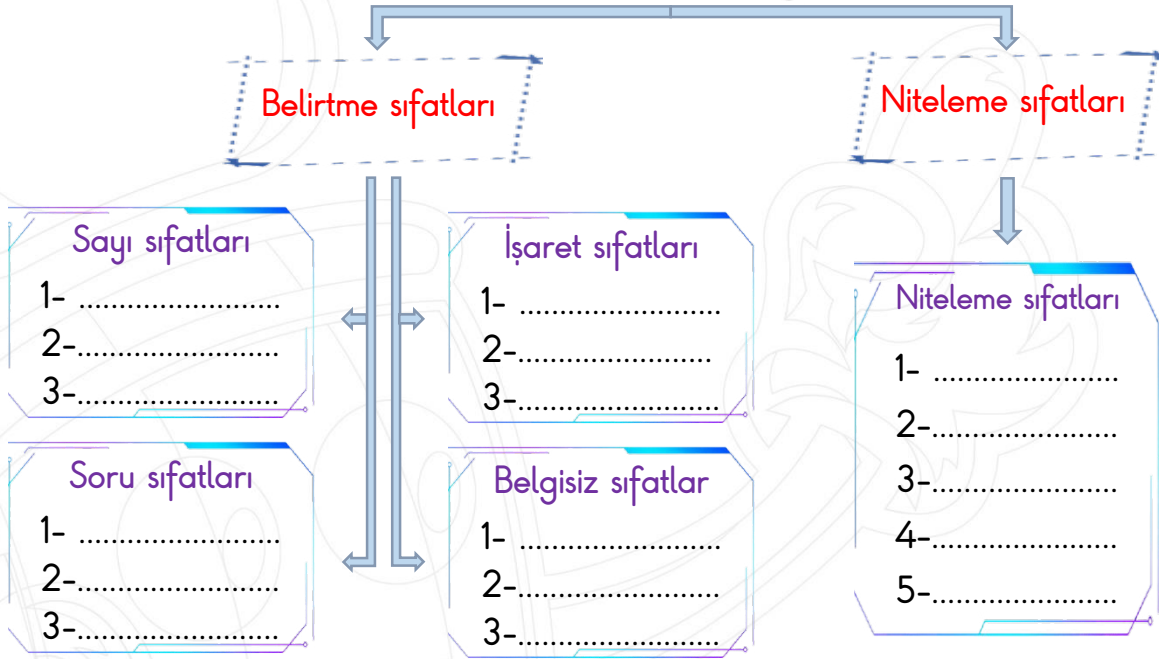 Belirtme sıfatları
Niteleme sıfatları
Sayı sıfatları
1- .........................
2-.........................
3-.........................
İşaret sıfatları
1- .........................
2-........................
3-.........................
Soru sıfatları
1- .........................
2-.........................
3-.........................
Belgisiz sıfatlar
1- .........................
2-.........................
3-.........................
Niteleme sıfatları
1- .......................
2-.......................
3-.......................
4-.......................
5-.......................